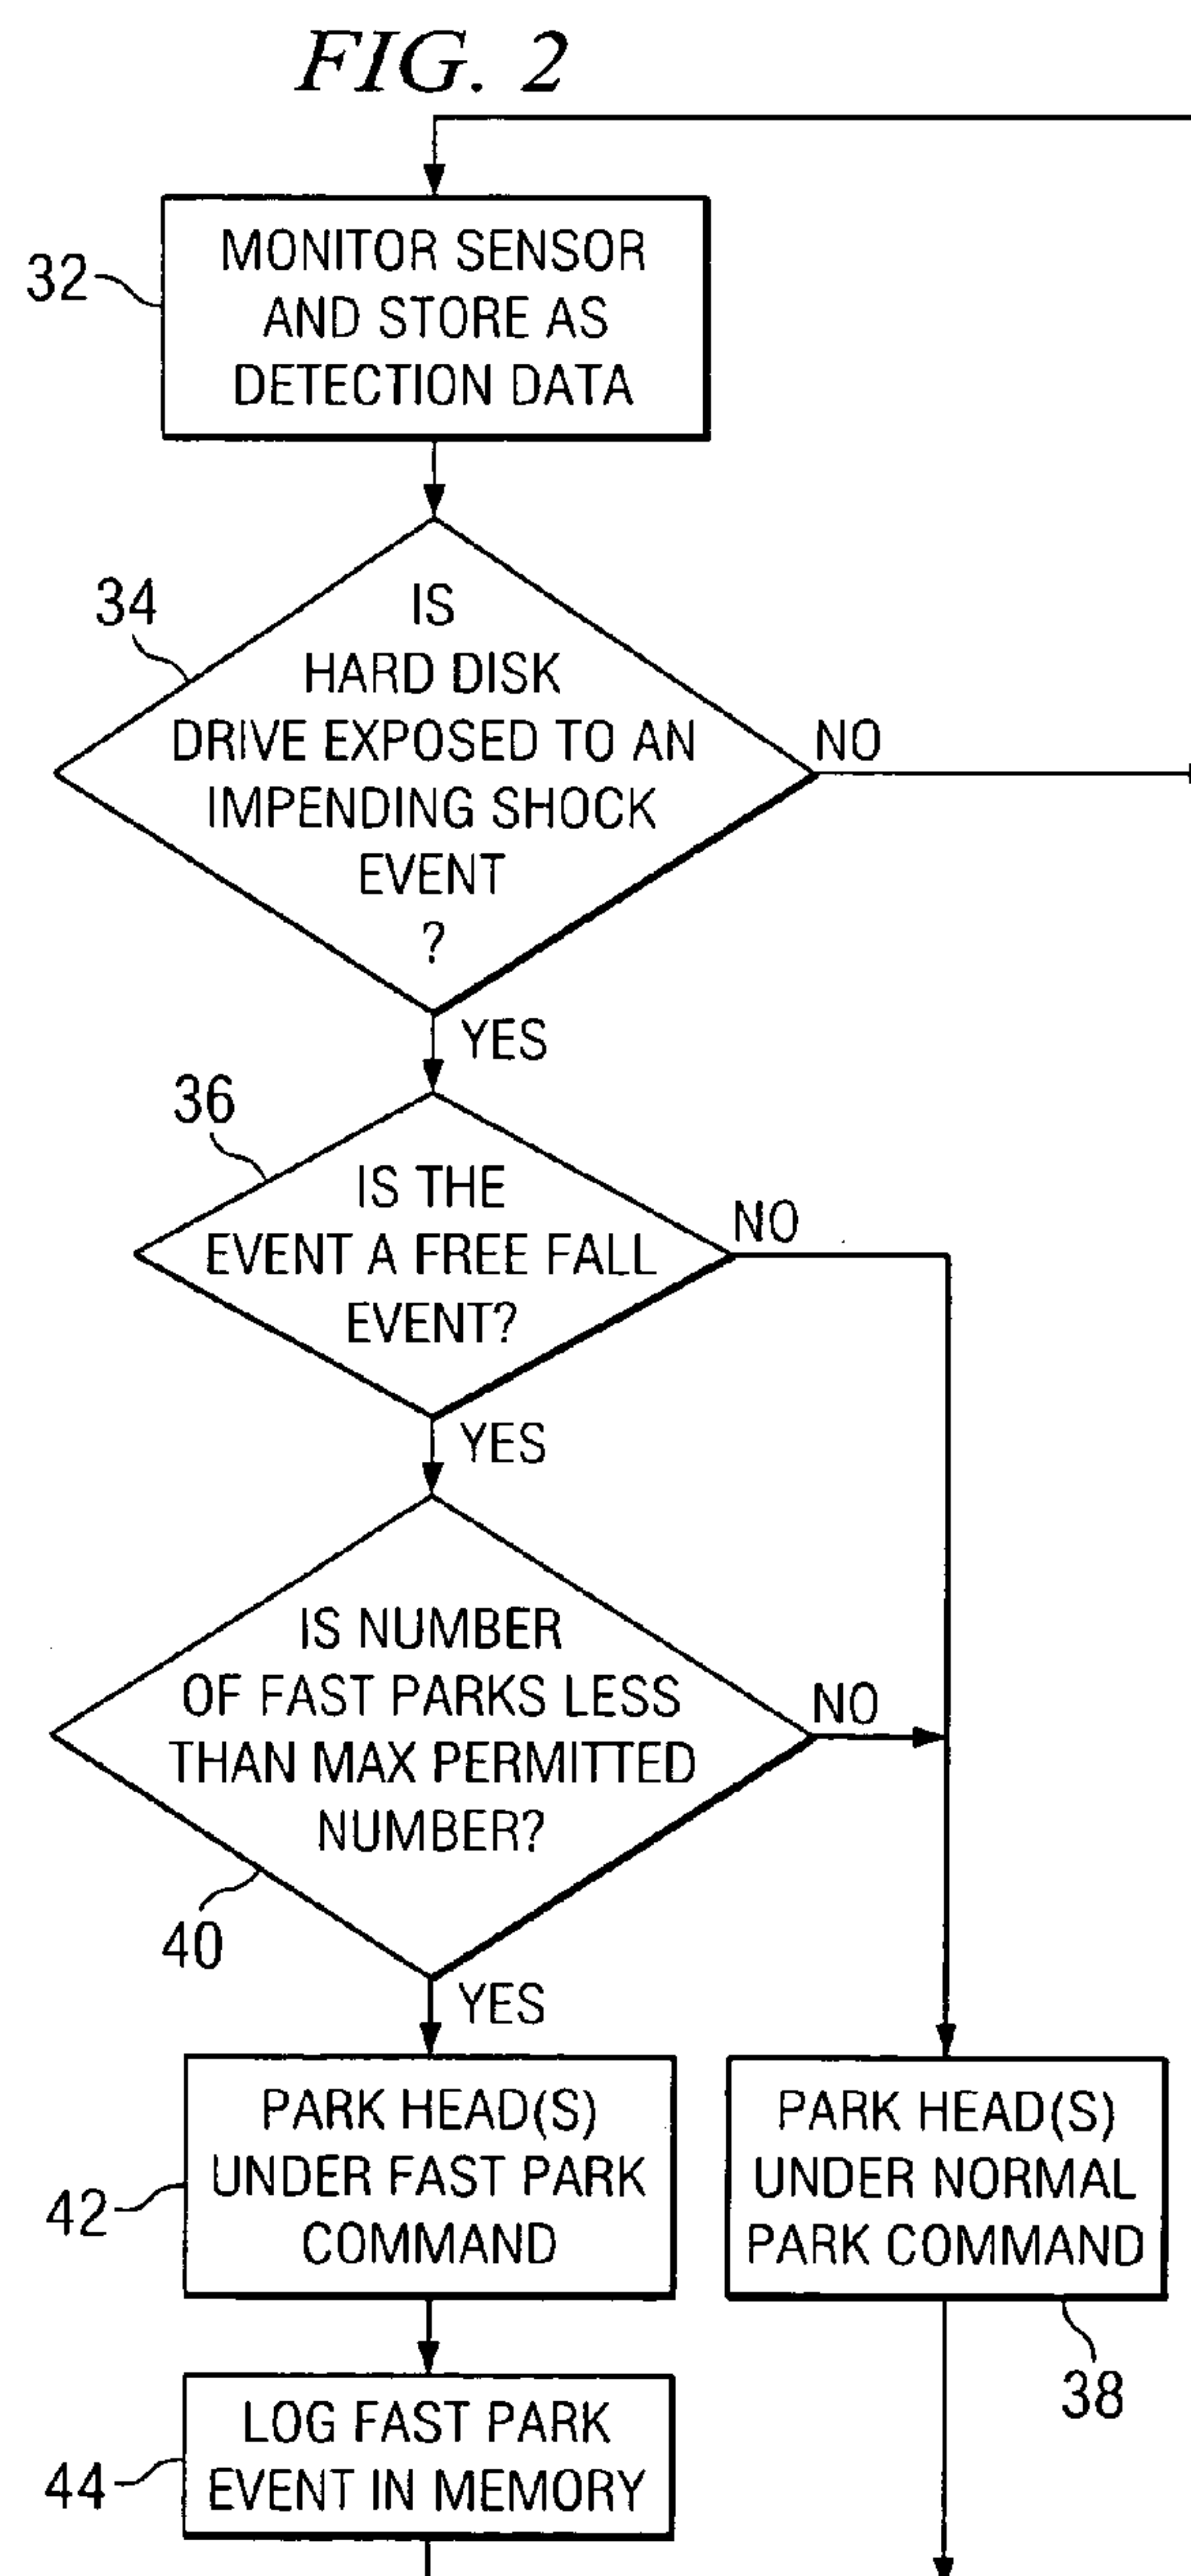 FIG. 2
32
MONITOR SENSOR
AND STORE AS
DETECTION DATA
34
IS
HARD DISK
DRIVE EXPOSED TO AN
IMPENDING SHOCK
EVENT
?
NO
YES
36
IS THE
EVENT A FREE FALL
EVENT?
NO
YES
IS NUMBER
OF FAST PARKS LESS
THAN MAX PERMITTED
NUMBER?
NO
40
YES
42
PARK HEAD(S)
UNDER FAST PARK
COMMAND
PARK HEAD(S)
UNDER NORMAL
PARK COMMAND
38
44
LOG FAST PARK
EVENT IN MEMORY